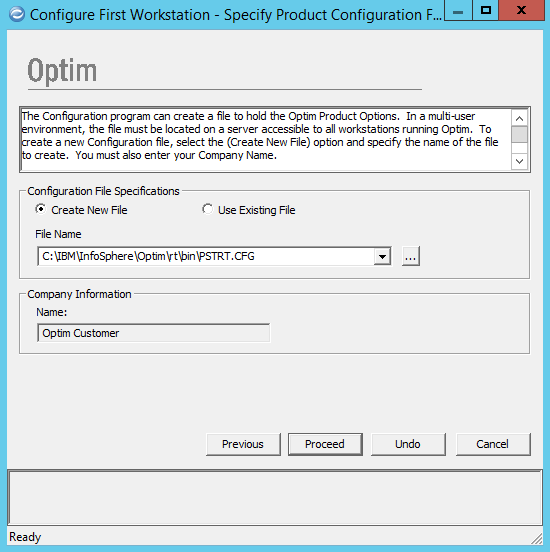 Configure First Workstation - Specify Product Configuration F...
Optim
The Configuration program can create a file to hold the Optim Product Options. In a multi-user
environment, the file must be located on a server accessible to all workstations running Optim. To
create a new Configuration file, select the (Create New File) option and specify the name of the file
to create. You must also enter your Company Name.
Configuration File Specifications
Create New File Use Existing File
File Name
C:\IBM\InfoSphere\Optim\rt\bin\PSTRT.CFG ...
Company Information
Name:
Optim Customer
Previous Proceed Undo Cancel
Ready